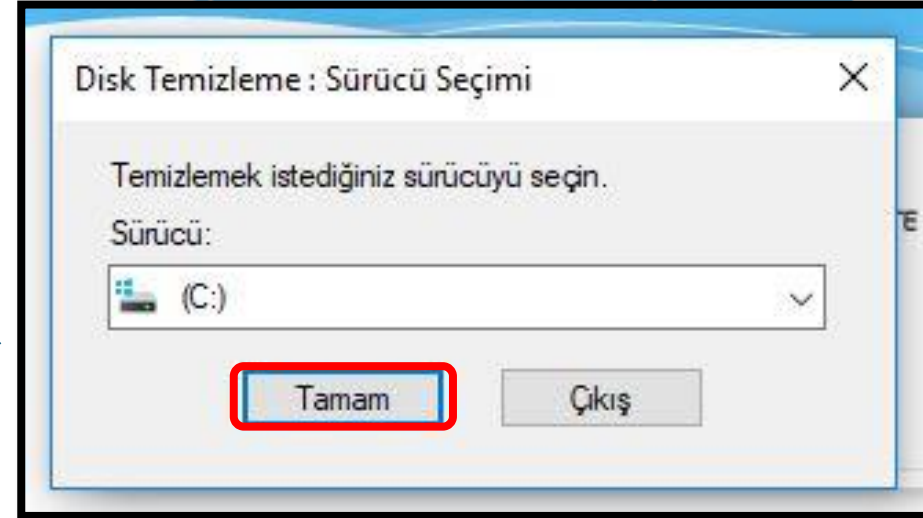 Disk Temizleme : Sürücü Seçimi
Temizlemek istediğiniz sürücüyü seçin.
Sürücü:
(C:)
Tamam
Çıkış